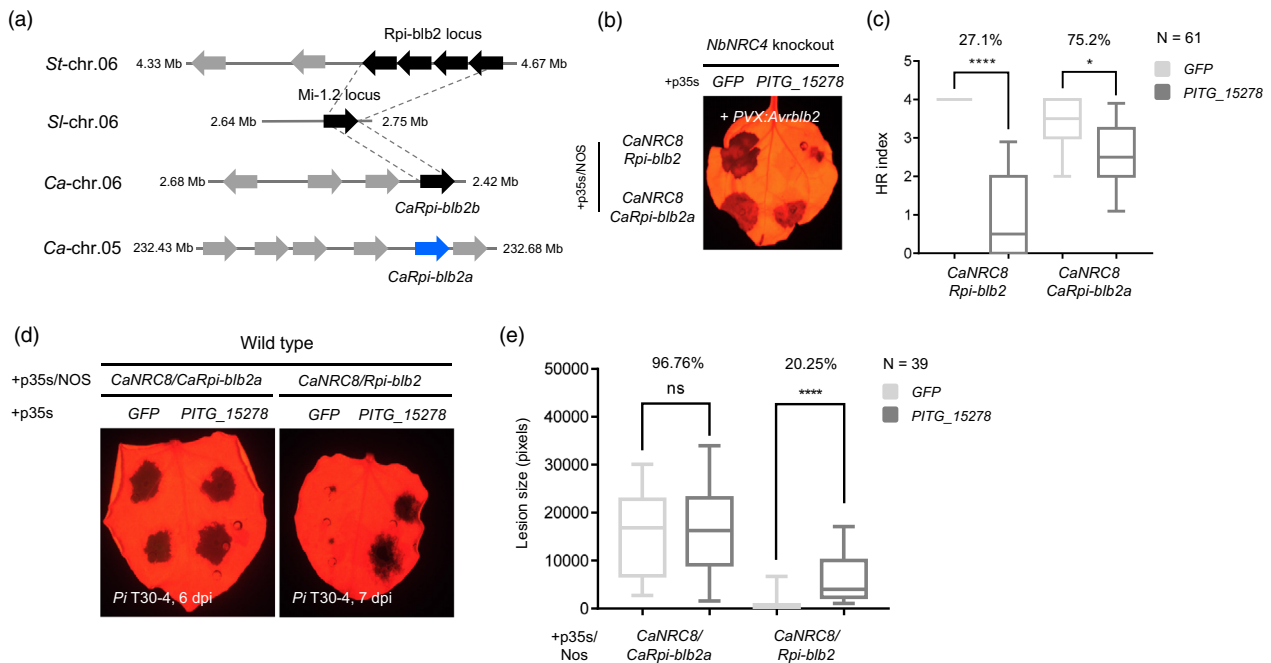 (a)
Rpi-blb2 locus
St-chr.06
4.33 Mb
4.67 Mb
Mi-1.2 locus
Sl-chr.06
2.64 Mb
2.75 Mb
Ca-chr.06
2.68 Mb
2.42 Mb
CaRpi-blb2b
Ca-chr.05
232.43 Mb
232.68 Mb
CaRpi-blb2a
(b)
NbNRC4 knockout
+p35s
GFP PITG_15278
+ PVX:Avrblb2
+p35s/NOS
CaNRC8
Rpi-blb2
CaNRC8
CaRpi-blb2a
(c)
27.1%
75.2%
N = 61
****
*
GFP
PITG_15278
HR index
5
4
3
2
1
0
CaNRC8
Rpi-blb2
CaNRC8
CaRpi-blb2a
(d)
Wild type
+p35s/NOS
CaNRC8/CaRpi-blb2a
CaNRC8/Rpi-blb2
+p35s
GFP PITG_15278
GFP PITG_15278
Pi T30-4, 6 dpi
Pi T30-4, 7 dpi
(e)
96.76%
20.25%
N = 39
ns
****
GFP
PITG_15278
Lesion size (pixels)
50000
40000
30000
20000
10000
0
+p35s/
Nos
CaNRC8/
CaRpi-blb2a
CaNRC8/
Rpi-blb2